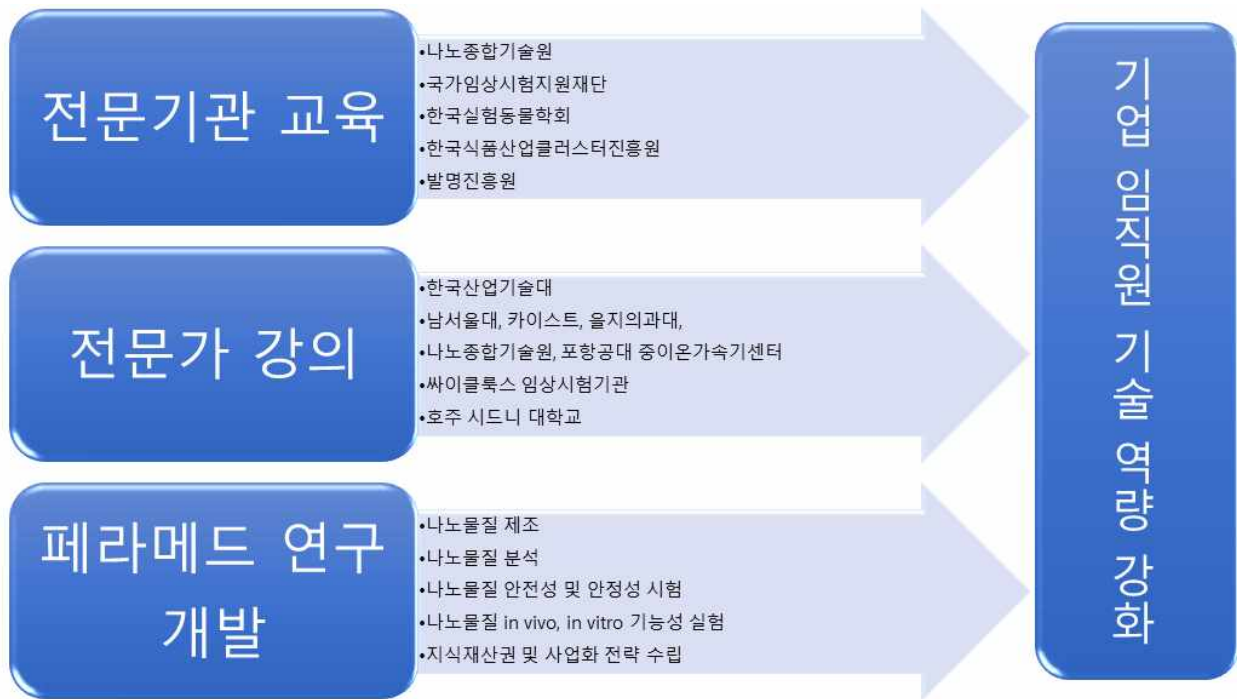 전문기관 교육
•나노종합기술원
•국가임상시험지원재단
•한국실험동물학회
•한국식품산업클러스터진흥원
•발명진흥원
전문가 강의
•한국산업기술대
•남서울대, 카이스트, 을지의과대,
•나노종합기술원, 포항공대 중이온가속기센터
•싸이클룩스 임상시험기관
•호주 시드니 대학교
페라메드 연구
개발
•나노물질 제조
•나노물질 분석
•나노물질 안전성 및 안정성 시험
•나노물질 in vivo, in vitro 기능성 실험
•지식재산권 및 사업화 전략 수립
기업 임직원 기술 역량 강화